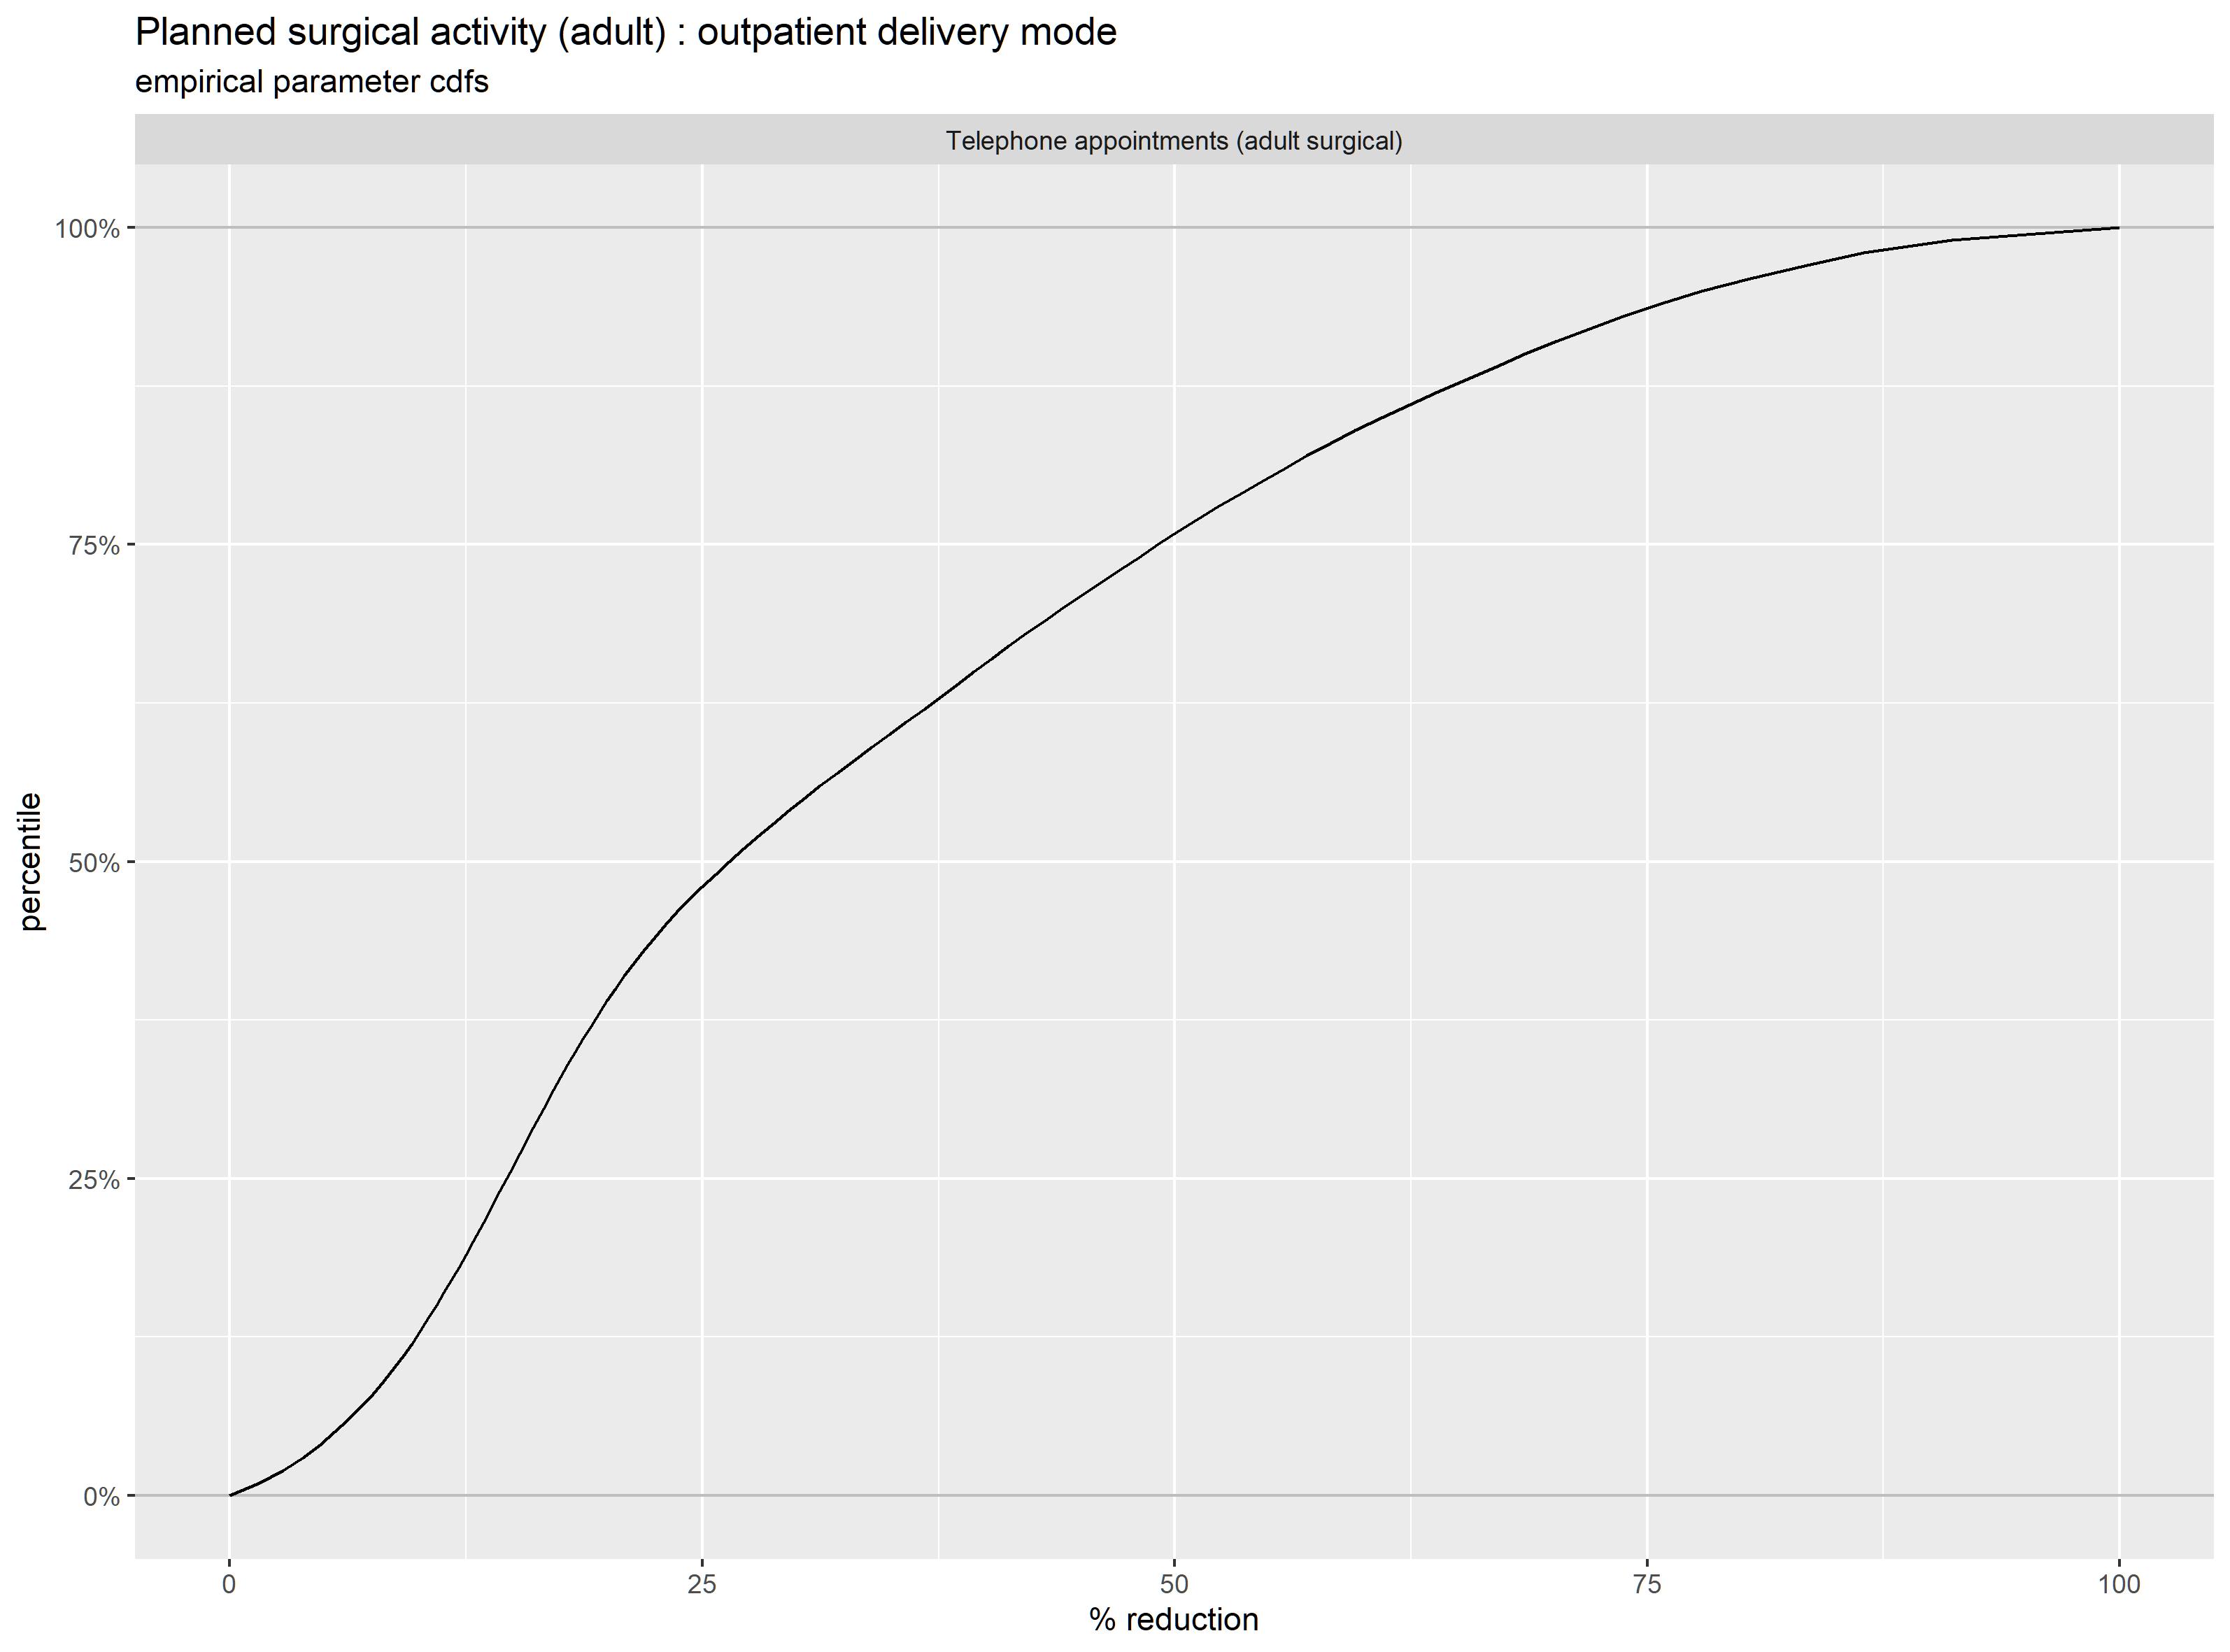 Planned surgical activity (adult) : outpatient delivery mode
empirical parameter cdfs
Telephone appointments (adult surgical)
100%
75%
50%
25%
0%
percentile
0 25 50 75 100
% reduction